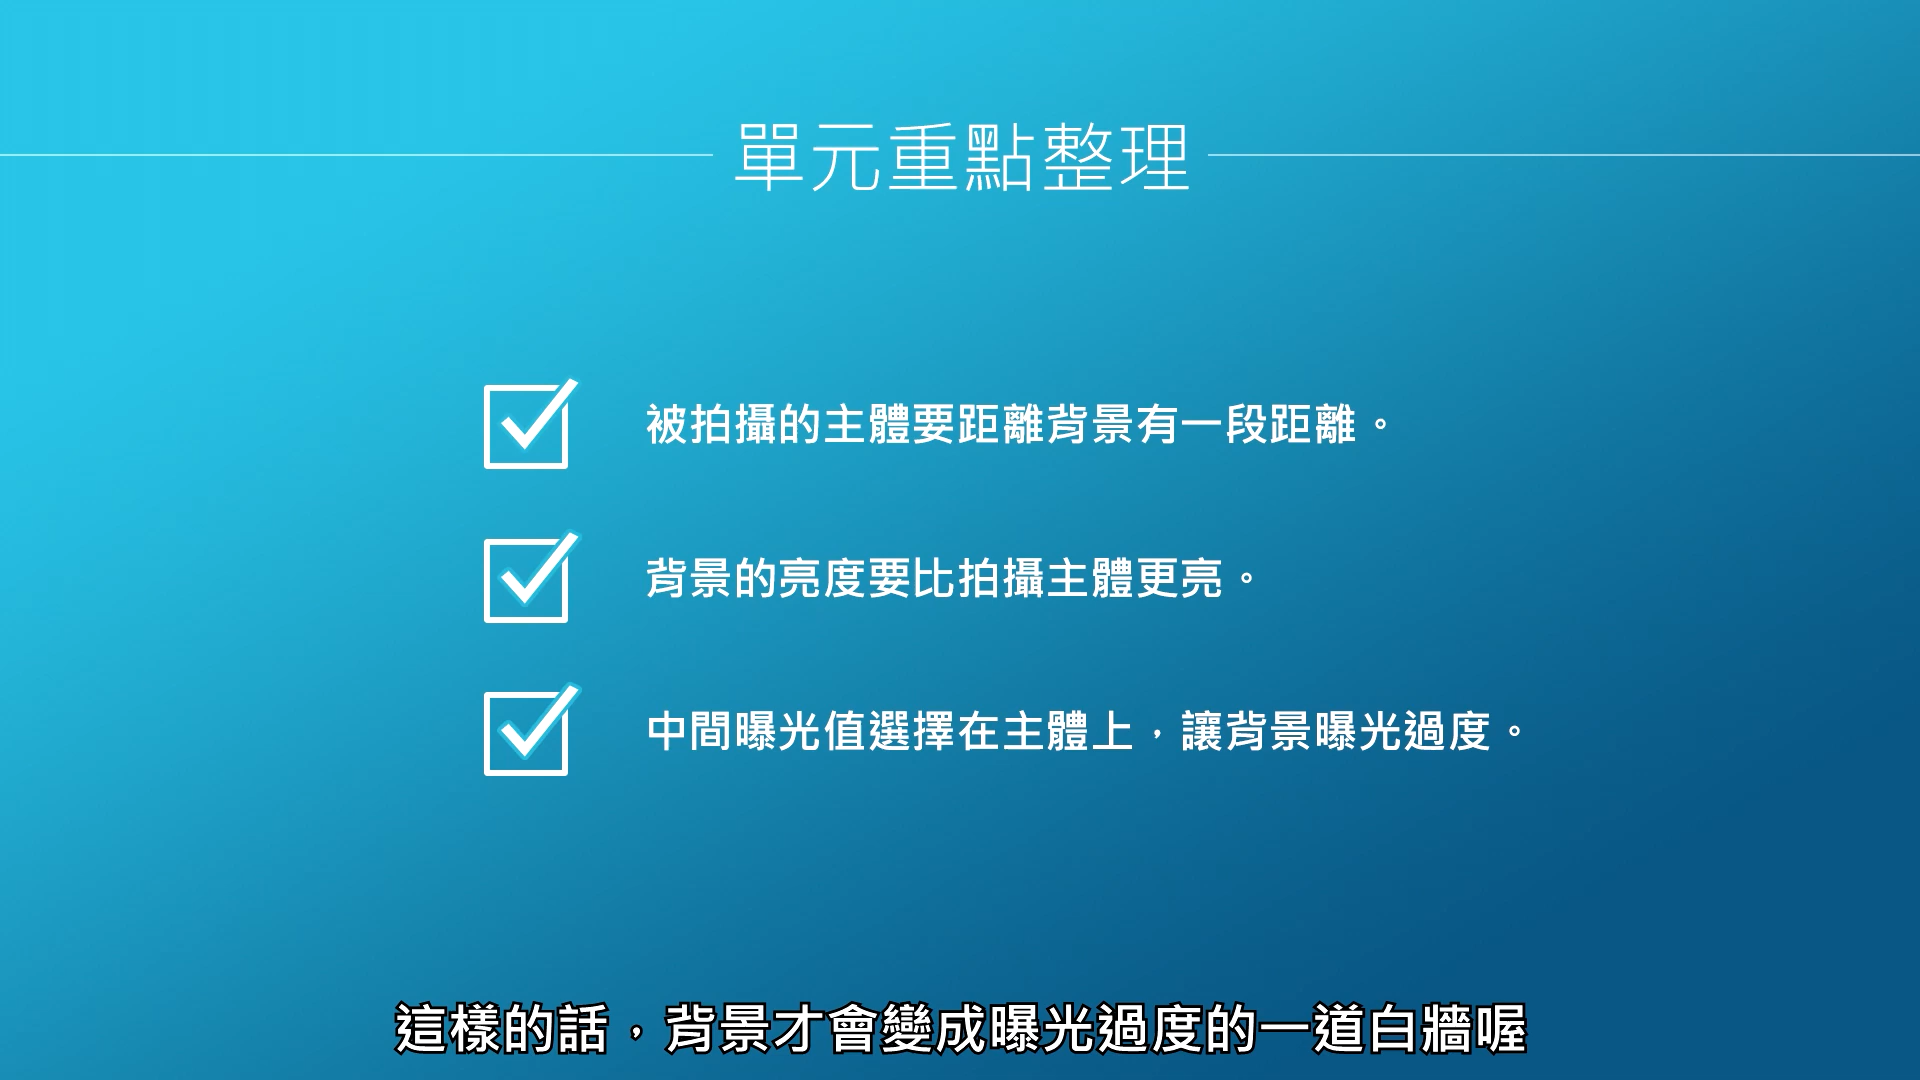 單元重點整理
被拍攝的主體要距離背景有一段距離。
背景的亮度要比拍攝主體更亮。
中間曝光值選擇在主體上，讓背景曝光過度。
這樣的話，背景才會變成曝光過度的一道白牆喔